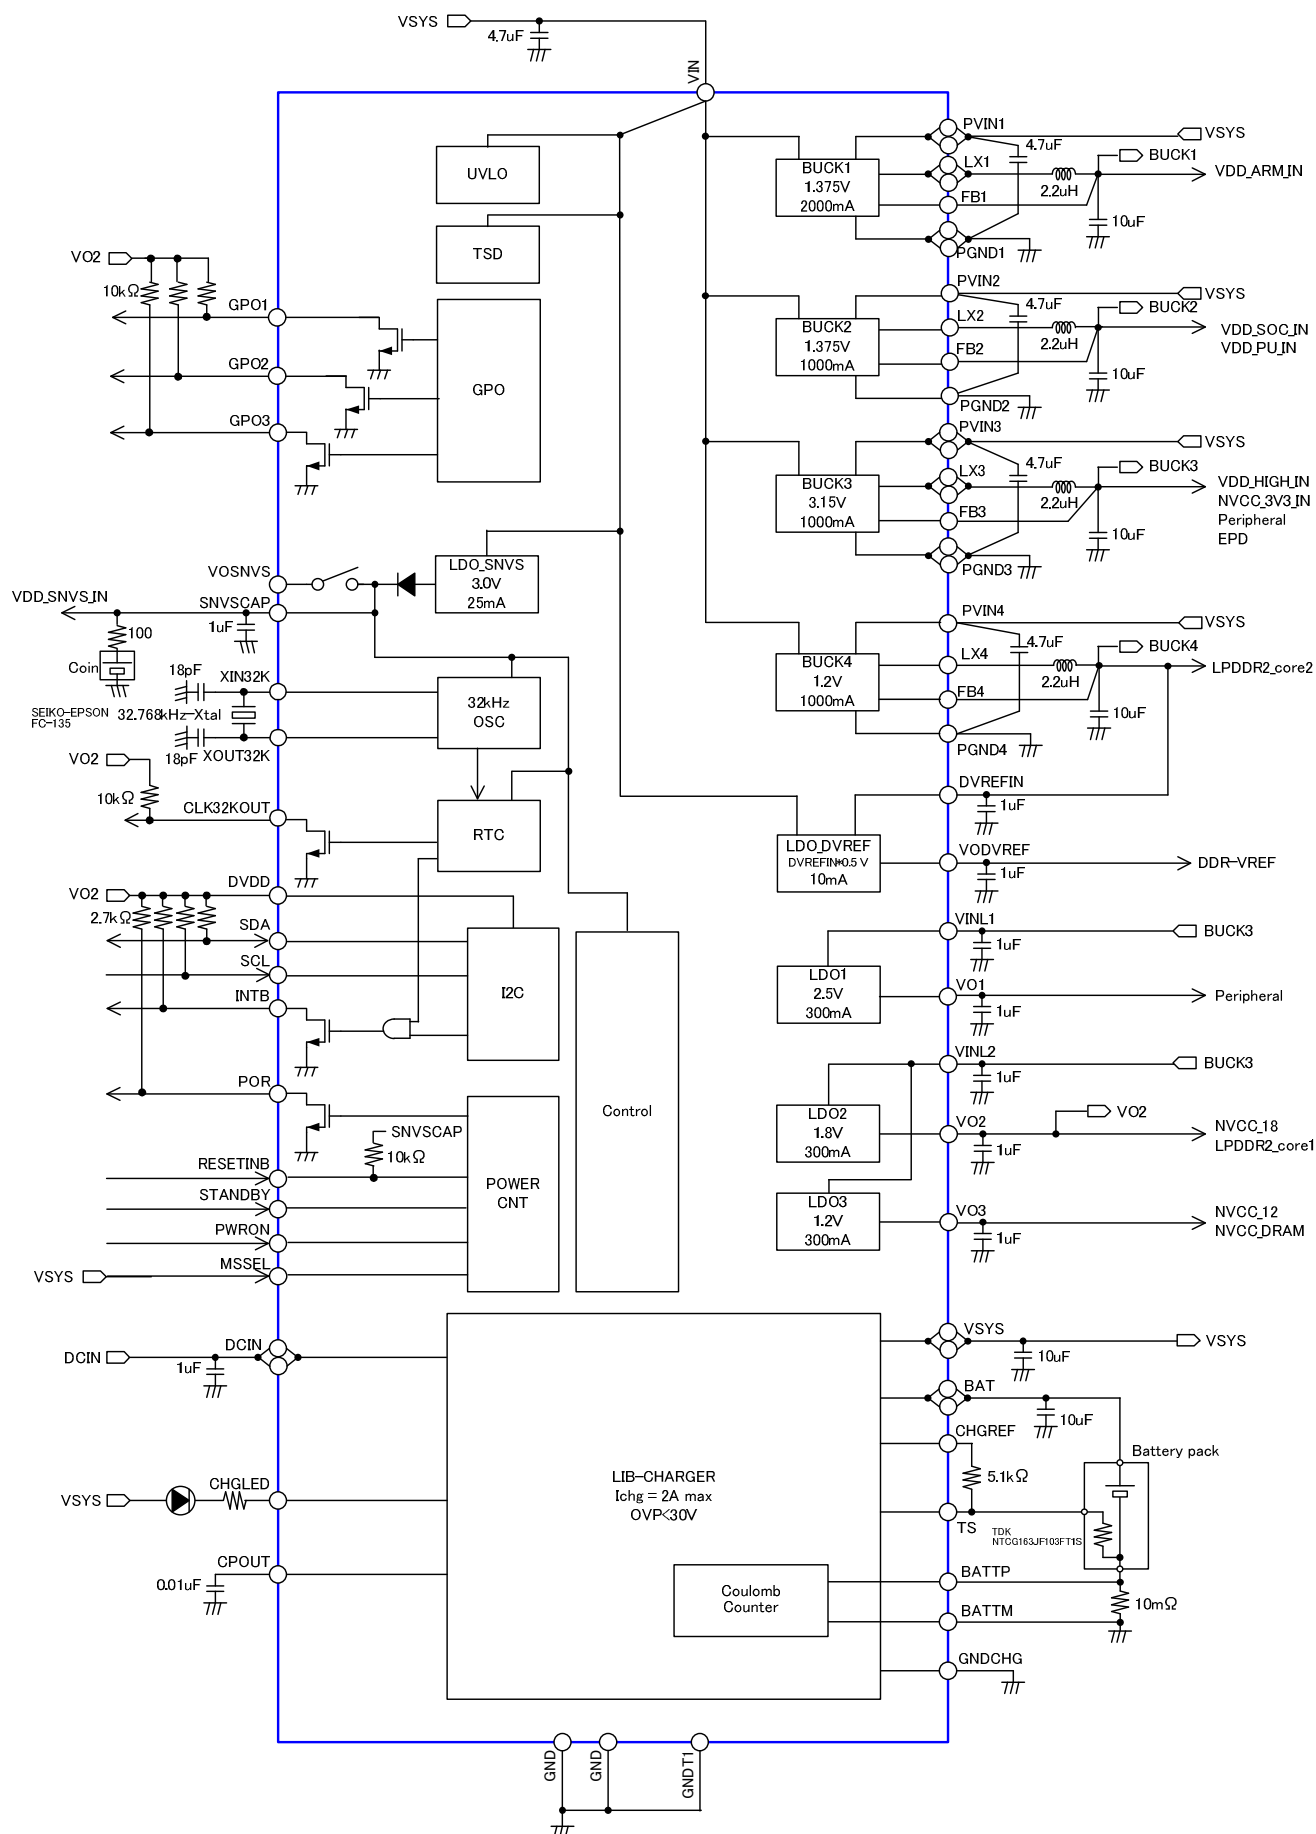 VSYS
4.7uF
VIN
UVLO
TSD
VO2
10kΩ
GPO1
GPO2
GPO3
GPO
BUCK1
1.375V
2000mA
PVIN1
VSYS
4.7uF
LX1
BUCK1
VDD_ARM_IN
2.2uH
FB1
10uF
PGND1
BUCK2
1.375V
1000mA
PVIN2
VSYS
4.7uF
LX2
BUCK2
VDD_SOC_IN
VDD_PU_IN
2.2uH
FB2
10uF
PGND2
BUCK3
3.15V
1000mA
PVIN3
VSYS
4.7uF
LX3
BUCK3
VDD_HIGH_IN
NVCC_3V3_IN
Peripheral
EPD
2.2uH
FB3
10uF
PGND3
VOSNVS
LDO_SNVS
3.0V
25mA
VDD_SNVS_IN
SNVSCAP
1uF
100
Coin
BUCK4
1.2V
1000mA
PVIN4
VSYS
4.7uF
LX4
BUCK4
LPDDR2_core2
2.2uH
FB4
10uF
PGND4
18pF
XIN32K
SEIKO-EPSON
FC-135
32.768kHz-Xtal
18pF
XOUT32K
32kHz
OSC
VO2
10kΩ
CLK32KOUT
RTC
DVREFIN
1uF
LDO_DVREF
DVREFIN*0.5 V
10mA
VODVREF
1uF
DDR-VREF
VO2
DVDD
2.7kΩ
SDA
SCL
INTB
I2C
Control
VINL1
1uF
BUCK3
LDO1
2.5V
300mA
VO1
1uF
Peripheral
VINL2
1uF
BUCK3
LDO2
1.8V
300mA
VO2
1uF
VO2
NVCC_18
LPDDR2_core1
LDO3
1.2V
300mA
VO3
1uF
NVCC_12
NVCC_DRAM
POR
SNVSCAP
10kΩ
RESETINB
STANDBY
PWRON
MSSEL
VSYS
POWER
CNT
DCIN
DCIN
1uF
VSYS
CHGLED
CPOUT
0.01uF
LIB-CHARGER
Ichg = 2A max
OVP<30V
Coulomb
Counter
VSYS
10uF
VSYS
BAT
10uF
CHGREF
5.1kΩ
Battery pack
TS
TDK
NTCG163JF103FT1S
BATTP
10mΩ
BATTM
GNDCHG
GND
GND
GNDT1